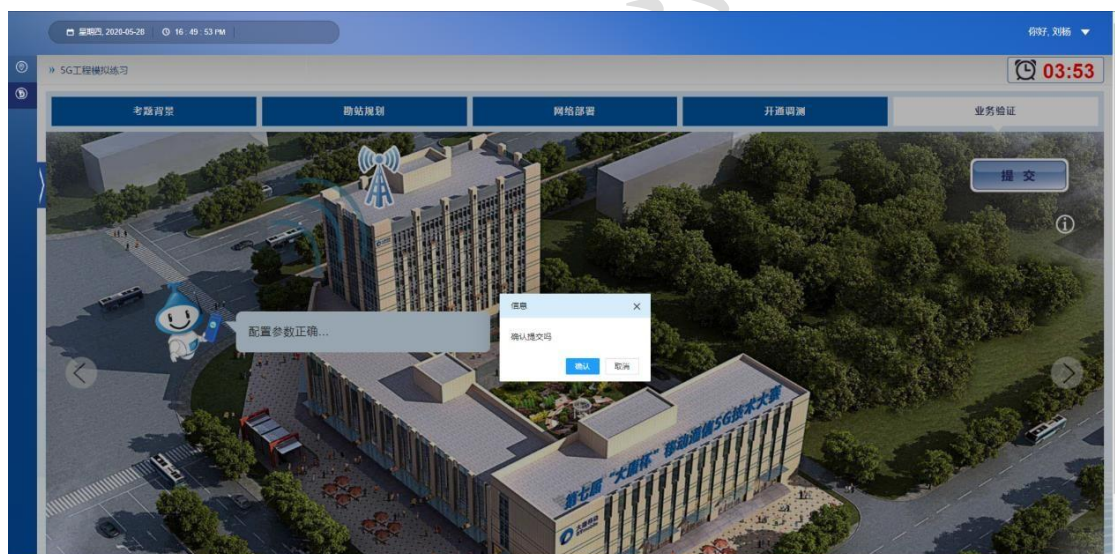 星期四, 2020-05-28 16 : 49 : 53 PM
你好, 刘杨
5G工程模拟练习
03:53
考题背景
勘站规划
网络部署
开通调测
业务验证
提 交
信息
确认提交吗
确认
取消
配置参数正确...
第七届 “大唐杯” 移动通信5G技术大赛
大唐移动